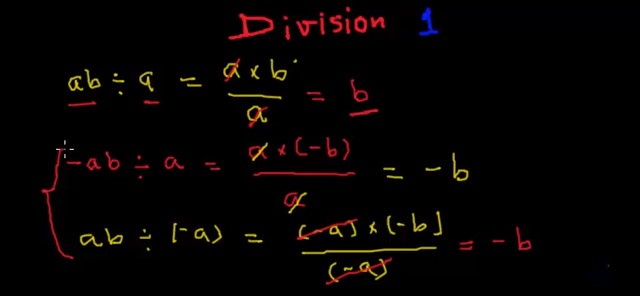 Division 1
ab ÷ a = a × b / a = b
-ab ÷ a = a × (-b) / a = -b
ab ÷ (-a) = (-a) × (-b) / (-a) = -b